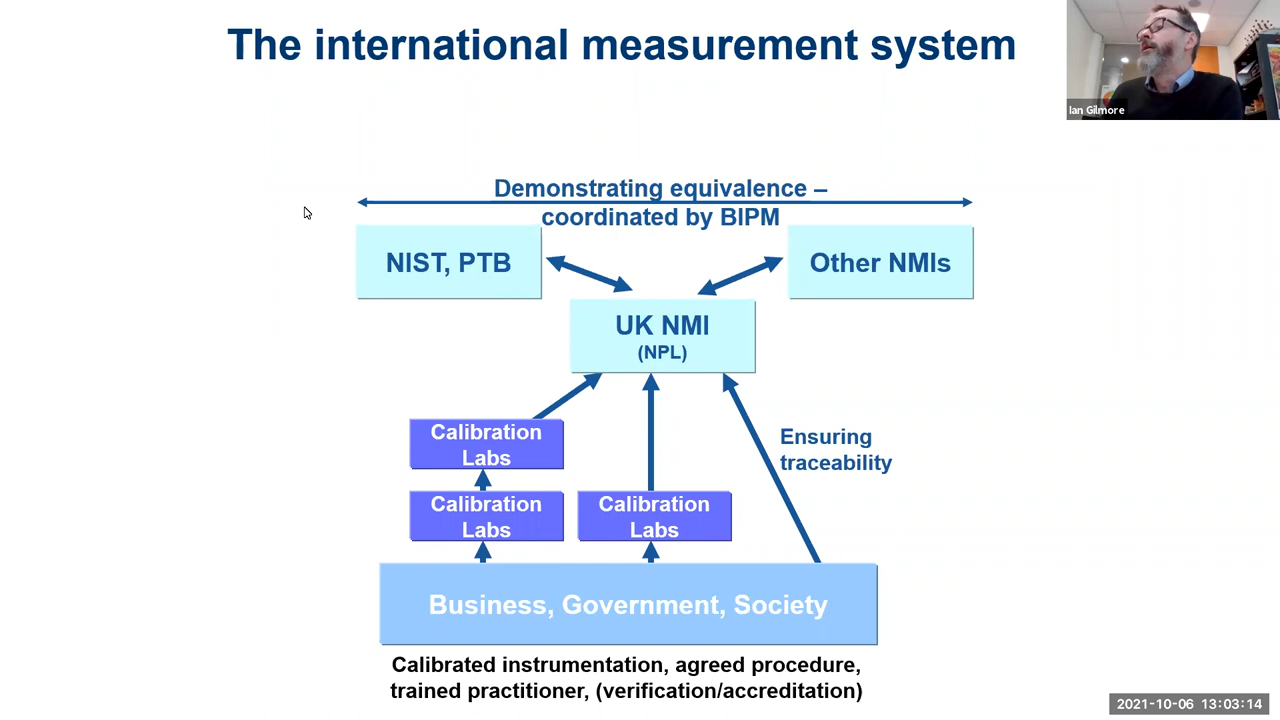 The international measurement system
Ian Gilmore
Demonstrating equivalence –
coordinated by BIPM
NIST, PTB
Other NMIs
UK NMI
(NPL)
Calibration
Labs
Ensuring
traceability
Calibration
Labs
Calibration
Labs
Business, Government, Society
Calibrated instrumentation, agreed procedure,
trained practitioner, (verification/accreditation)
2021-10-06 13:03:14